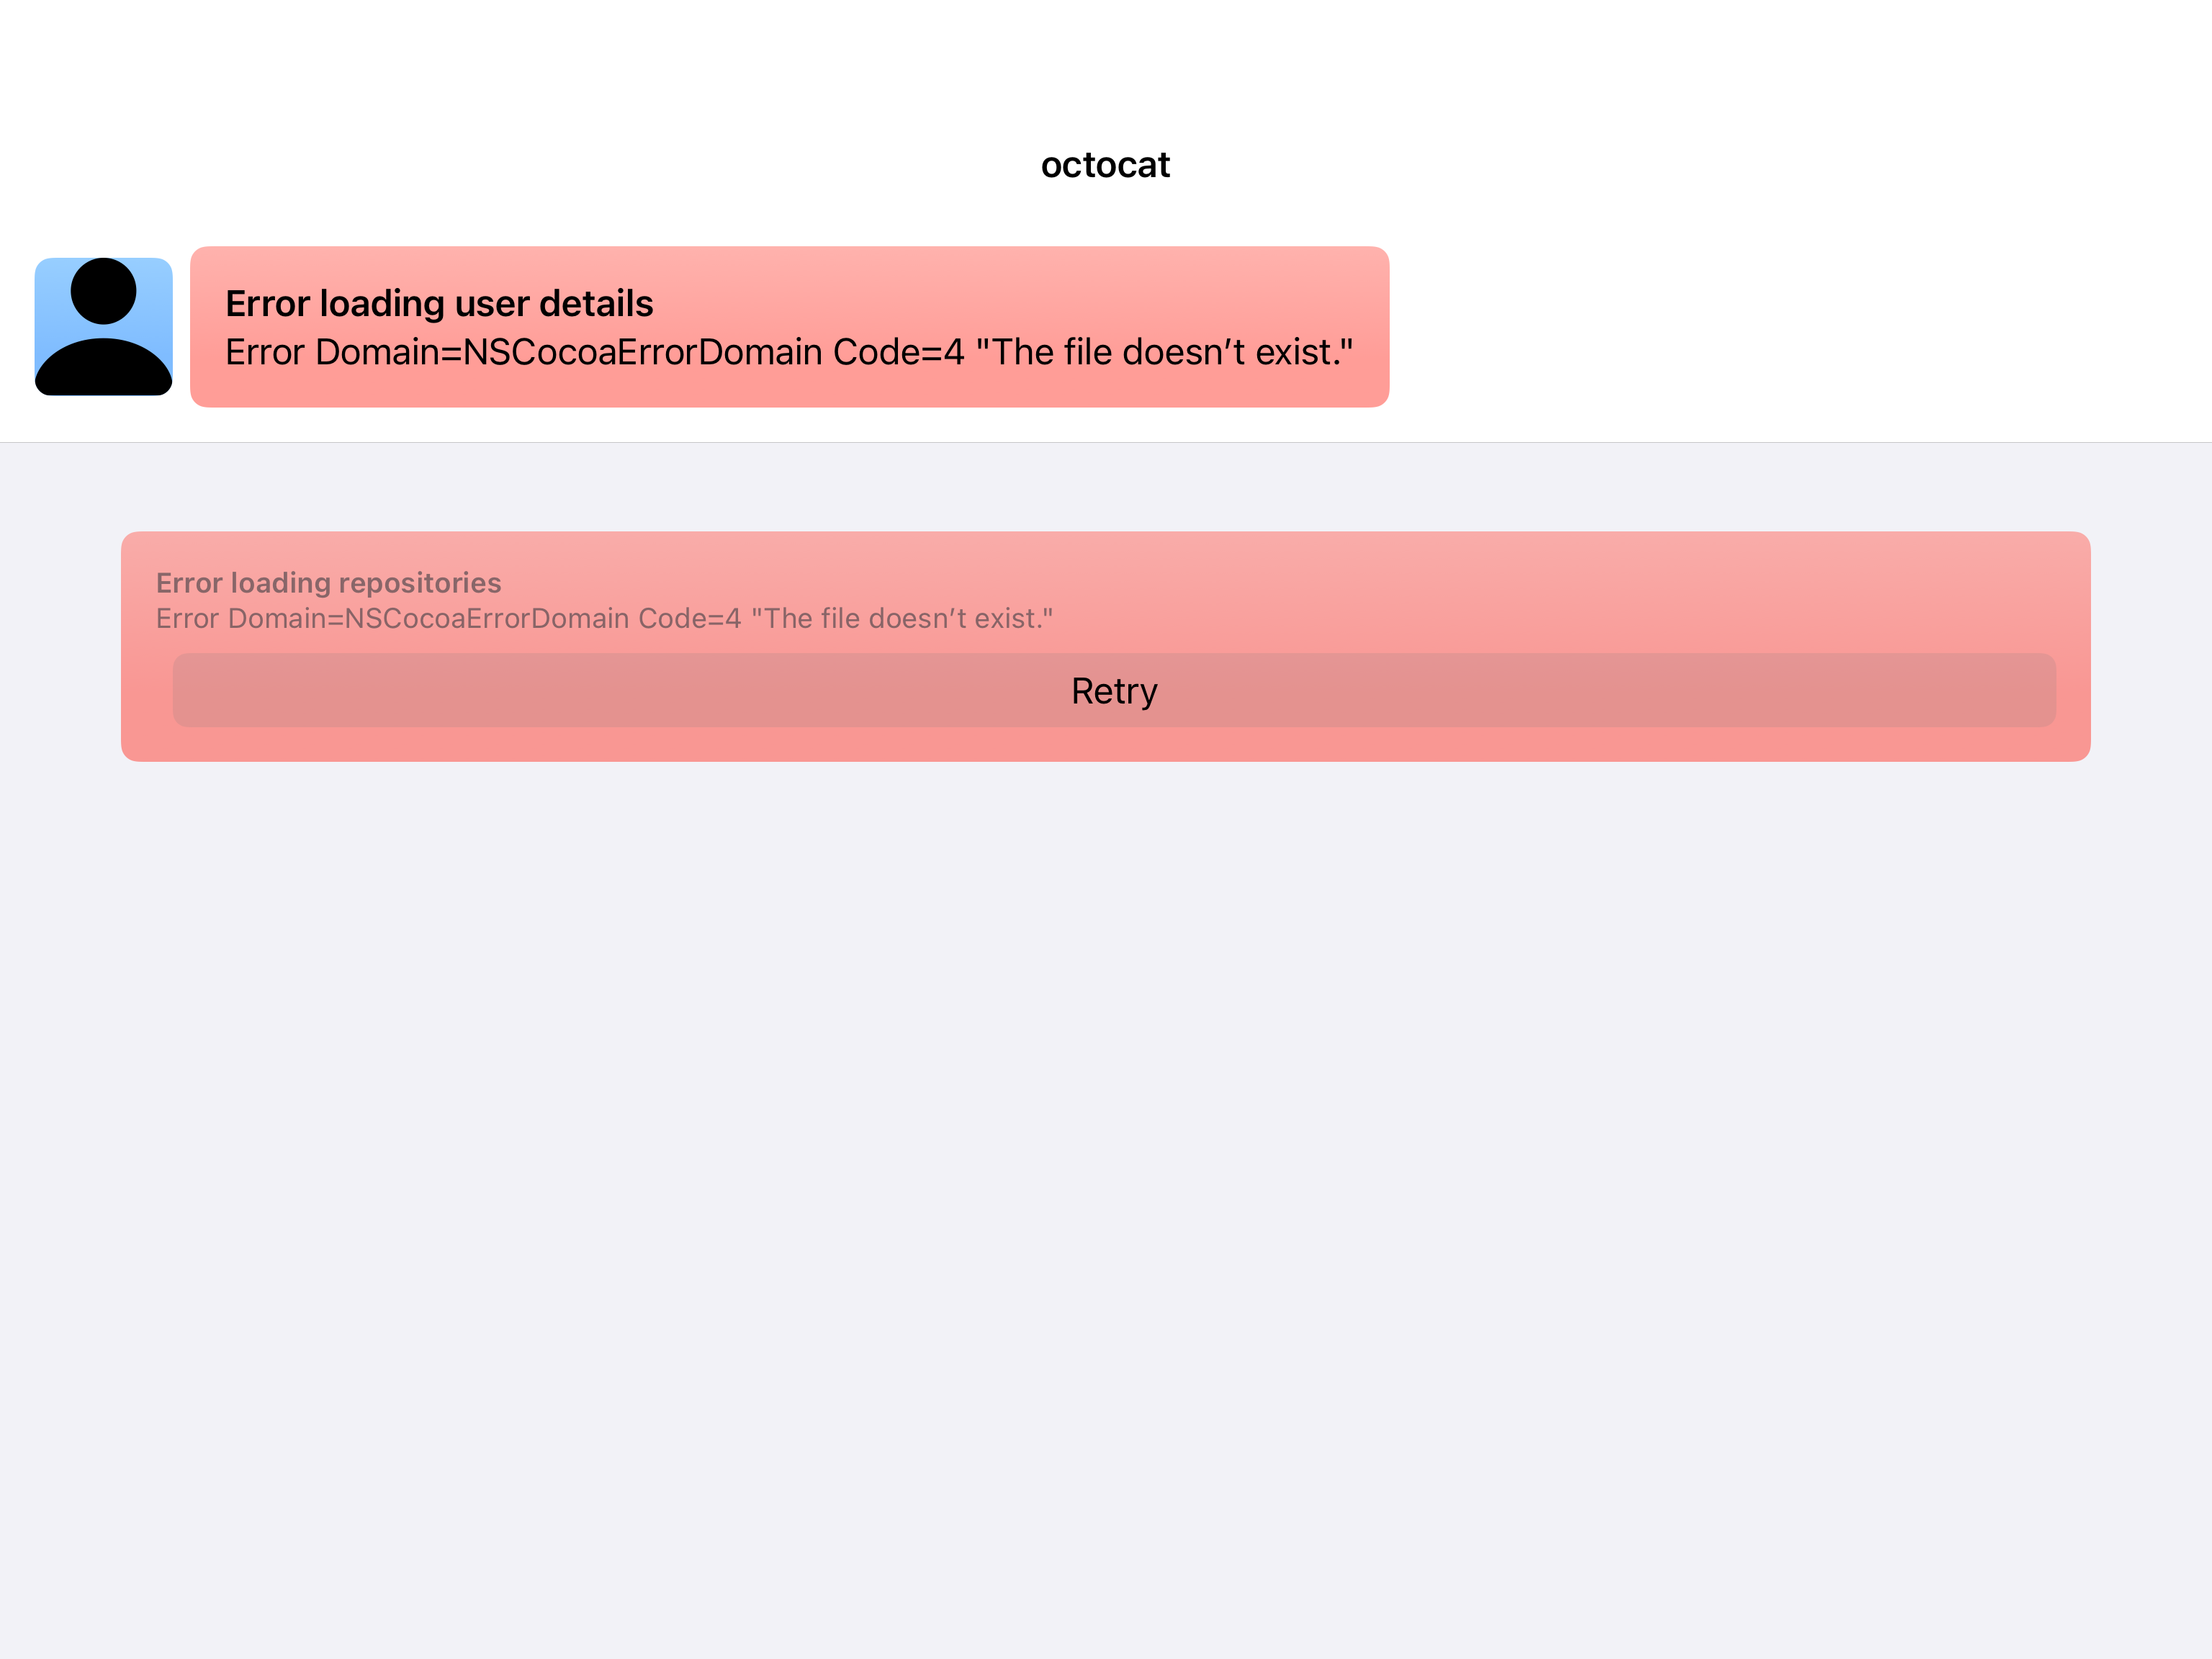 octocat
Error loading user details
Error Domain=NSCocoaErrorDomain Code=4 "The file doesn’t exist."
Error loading repositories
Error Domain=NSCocoaErrorDomain Code=4 "The file doesn’t exist."
Retry